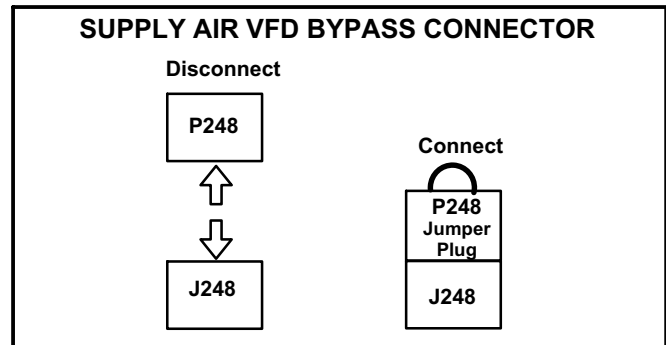 SUPPLY AIR VFD BYPASS CONNECTOR
Disconnect
P248
J248
Connect
P248
Jumper
Plug
J248